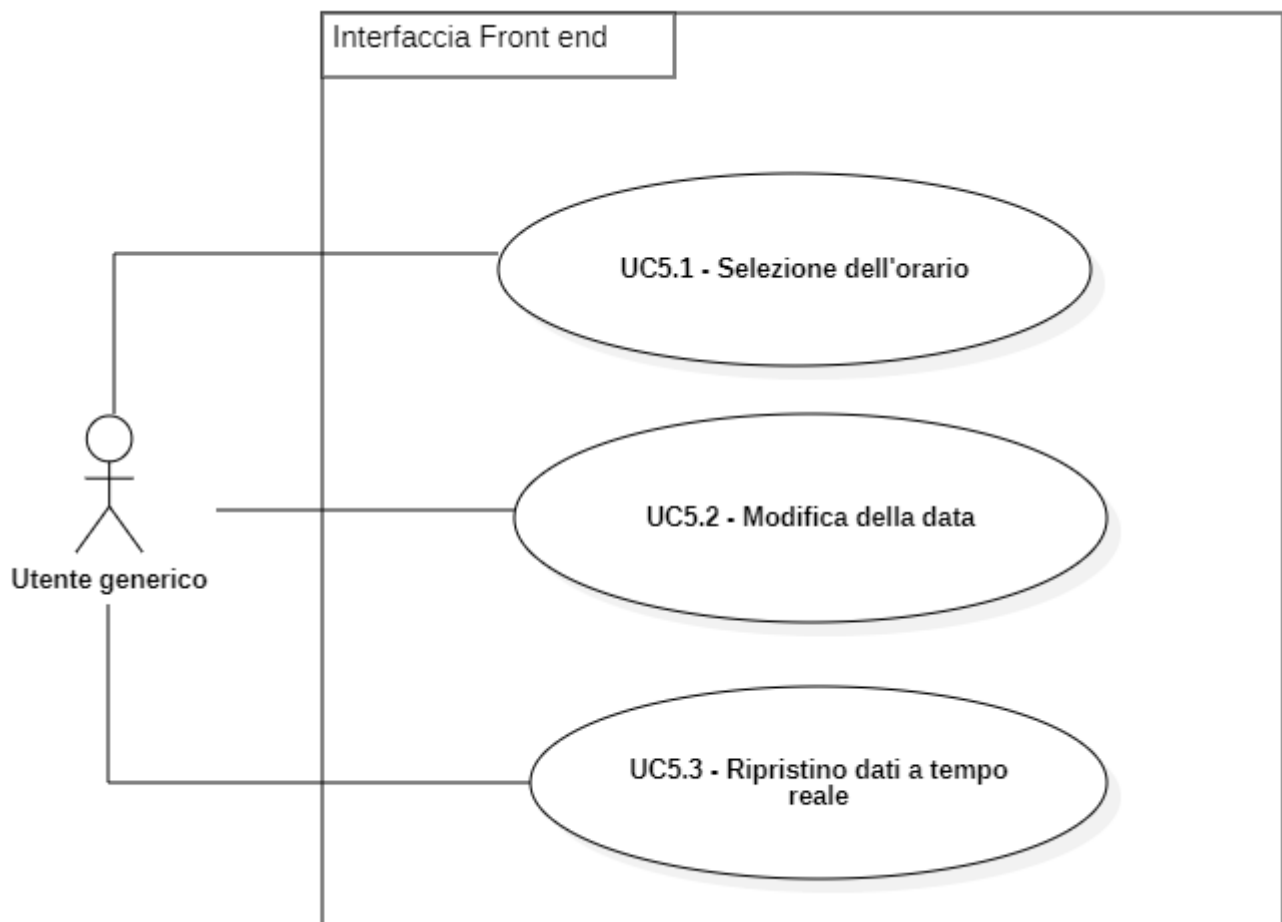 Interfaccia Front end
UC5.1 - Selezione dell'orario
UC5.2 - Modifica della data
Utente generico
UC5.3 - Ripristino dati a tempo
reale